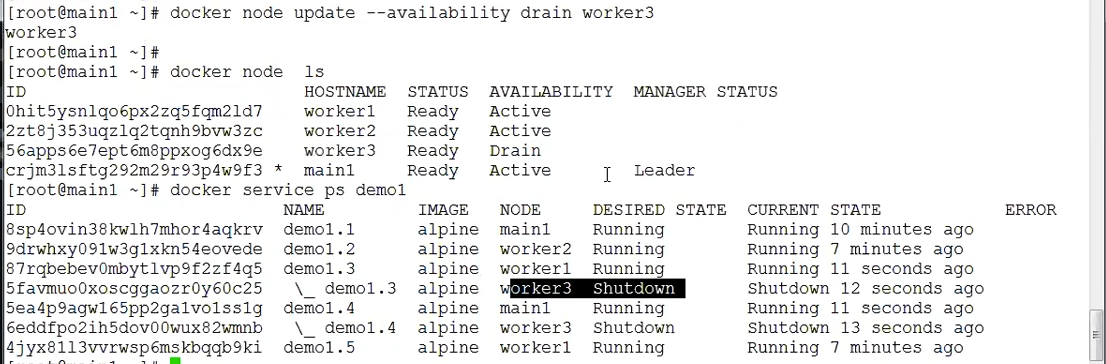 [root@main1 ~]# docker node update --availability drain worker3
worker3
[root@main1 ~]#
[root@main1 ~]# docker node  ls
ID                            HOSTNAME  STATUS  AVAILABILITY  MANAGER STATUS
0hit5ysnlqo6px2zq5fqm2ld7     worker1   Ready   Active
2zt8j353uqzlq2tqnh9bvw3zc     worker2   Ready   Active
56apps6e7ept6m8ppxog6dx9e     worker3   Ready   Drain
crjm3lsftg292m29r93p4w9f3 *   main1     Ready   Active        Leader
[root@main1 ~]# docker service ps demo1
ID                         NAME         IMAGE   NODE     DESIRED STATE  CURRENT STATE            ERROR
8sp4ovin38kwlh7mhor4aqkrv  demo1.1      alpine  main1    Running        Running 10 minutes ago
9drwhxy091w3g1xkn54eovede  demo1.2      alpine  worker2  Running        Running 7 minutes ago
87rqbebev0mbytlvp9f2zf4q5  demo1.3      alpine  worker1  Running        Running 11 seconds ago
5favmuo0xoscggaozr0y60c25   \_ demo1.3  alpine  worker3  Shutdown       Shutdown 12 seconds ago
5ea4p9agw165pp2ga1vo1ss1g  demo1.4      alpine  main1    Running        Running 11 seconds ago
6eddfpo2ih5dov00wux82wmnb   \_ demo1.4  alpine  worker3  Shutdown       Shutdown 13 seconds ago
4jyx81l3vvrwsp6mskbqqb9ki  demo1.5      alpine  worker1  Running        Running 7 minutes ago